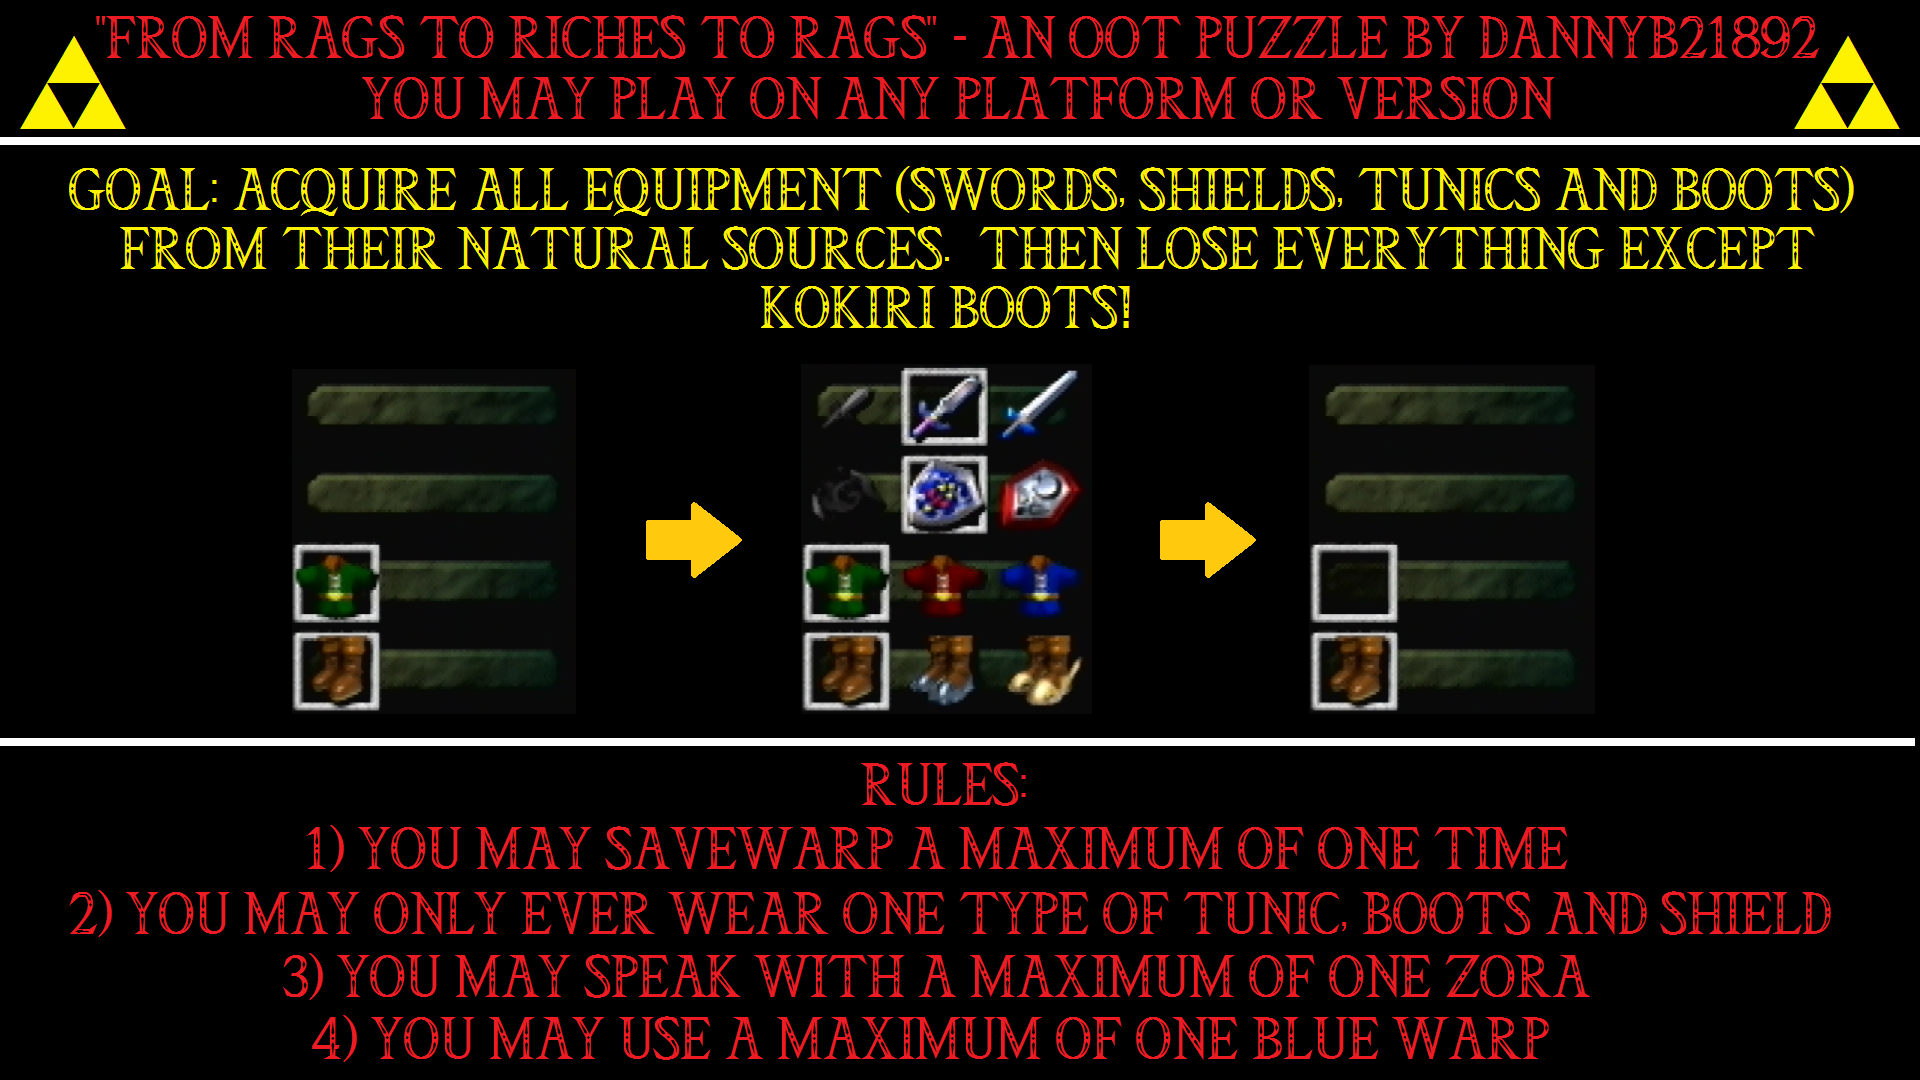 "FROM RAGS TO RICHES TO RAGS" - AN OOT PUZZLE BY DANNYB21892
YOU MAY PLAY ON ANY PLATFORM OR VERSION
GOAL: ACQUIRE ALL EQUIPMENT (SWORDS, SHIELDS, TUNICS AND BOOTS)
FROM THEIR NATURAL SOURCES. THEN LOSE EVERYTHING EXCEPT
KOKIRI BOOTS!
RULES:
1) YOU MAY SAVEWARP A MAXIMUM OF ONE TIME
2) YOU MAY ONLY EVER WEAR ONE TYPE OF TUNIC, BOOTS AND SHIELD
3) YOU MAY SPEAK WITH A MAXIMUM OF ONE ZORA
4) YOU MAY USE A MAXIMUM OF ONE BLUE WARP